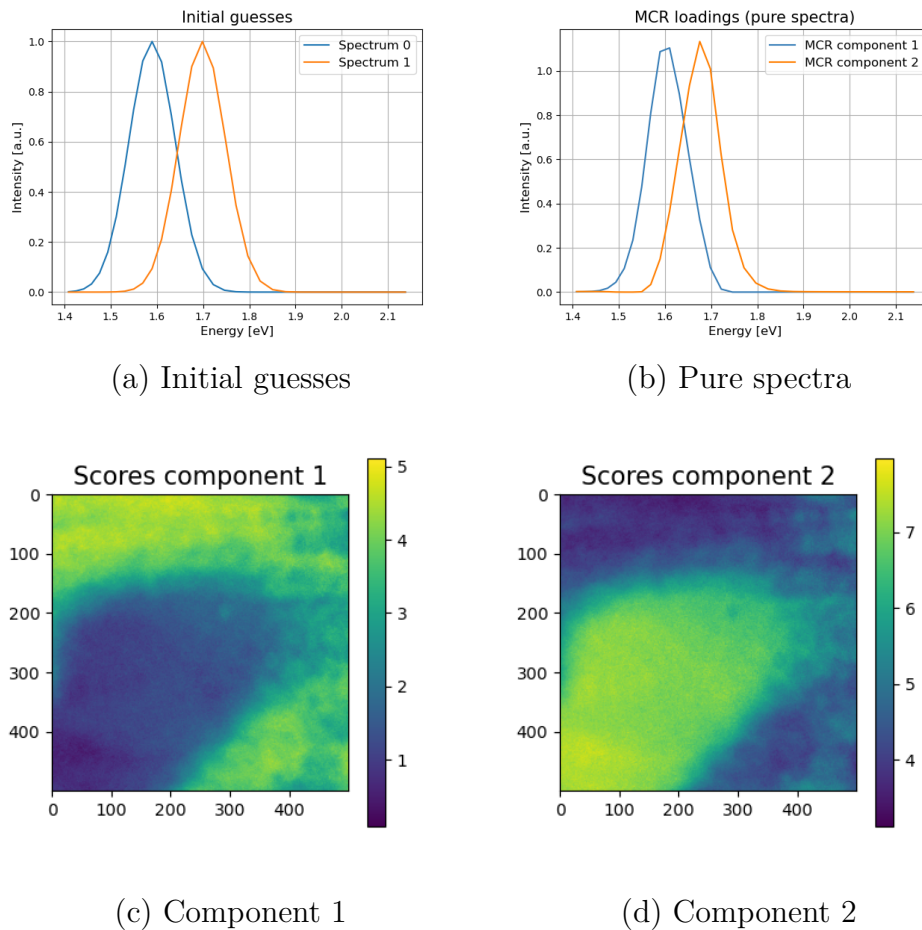 Initial guesses
Spectrum 0
Spectrum 1
1.0
0.8
0.6
0.4
0.2
0.0
Intensity [a.u.]
1.4 1.5 1.6 1.7 1.8 1.9 2.0 2.1
Energy [eV]
(a) Initial guesses
MCR loadings (pure spectra)
MCR component 1
MCR component 2
1.0
0.8
0.6
0.4
0.2
0.0
Intensity [a.u.]
1.4 1.5 1.6 1.7 1.8 1.9 2.0 2.1
Energy [eV]
(b) Pure spectra
Scores component 1
0
100
200
300
400
0 100 200 300 400
5
4
3
2
1
(c) Component 1
Scores component 2
0
100
200
300
400
0 100 200 300 400
7
6
5
4
(d) Component 2